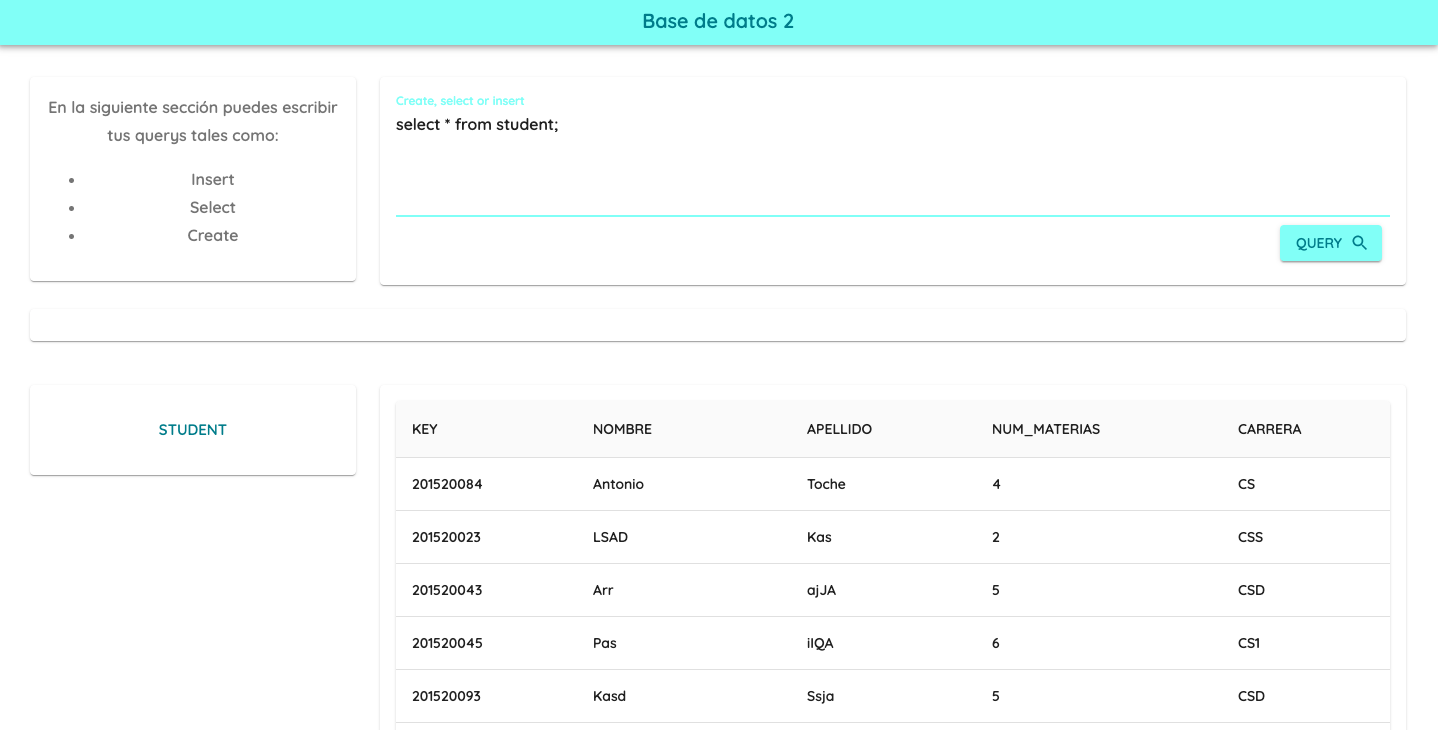 Base de datos 2
En la siguiente sección puedes escribir
tus querys tales como:
Insert
Select
Create
Create, select or insert
select * from student;
QUERY
STUDENT
KEY NOMBRE APELLIDO NUM_MATERIAS CARRERA
201520084 Antonio Toche 4 CS
201520023 LSAD Kas 2 CSS
201520043 Arr ajJA 5 CSD
201520045 Pas iIQA 6 CS1
201520093 Kasd Ssja 5 CSD